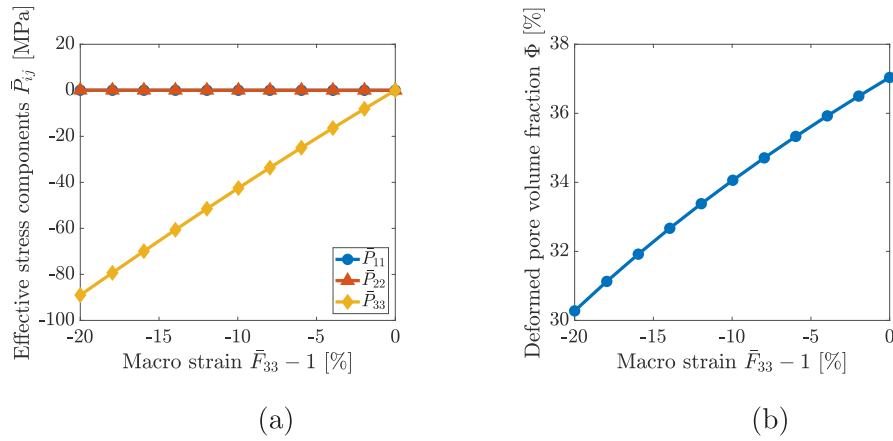 Effective stress components P̄ij [MPa]
20
0
-20
-40
-60
-80
-100
-20
-15
-10
-5
0
Macro strain F̄33 − 1 [%]
P̄11
P̄22
P̄33
(a)
Deformed pore volume fraction Φ [%]
38
36
34
32
30
-20
-15
-10
-5
0
Macro strain F̄33 − 1 [%]
(b)